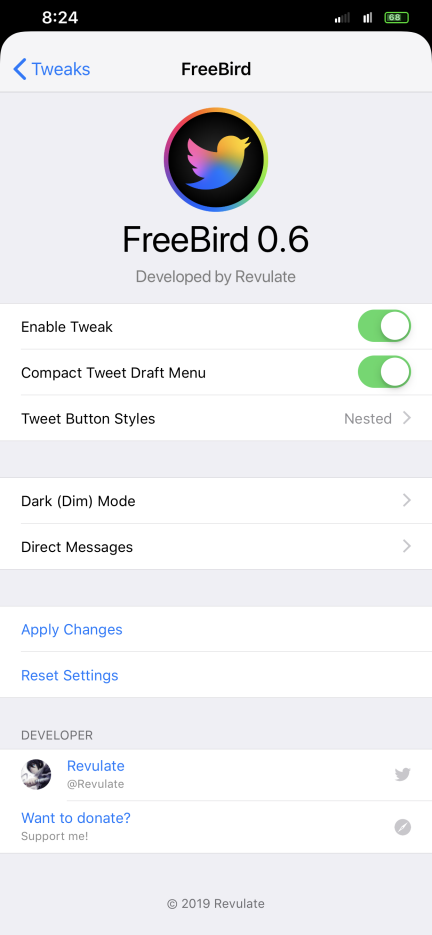 8:24
68
Tweaks
FreeBird
FreeBird 0.6
Developed by Revulate
Enable Tweak
Compact Tweet Draft Menu
Tweet Button Styles Nested
Dark (Dim) Mode
Direct Messages
Apply Changes
Reset Settings
DEVELOPER
Revulate
@Revulate
Want to donate?
Support me!
© 2019 Revulate